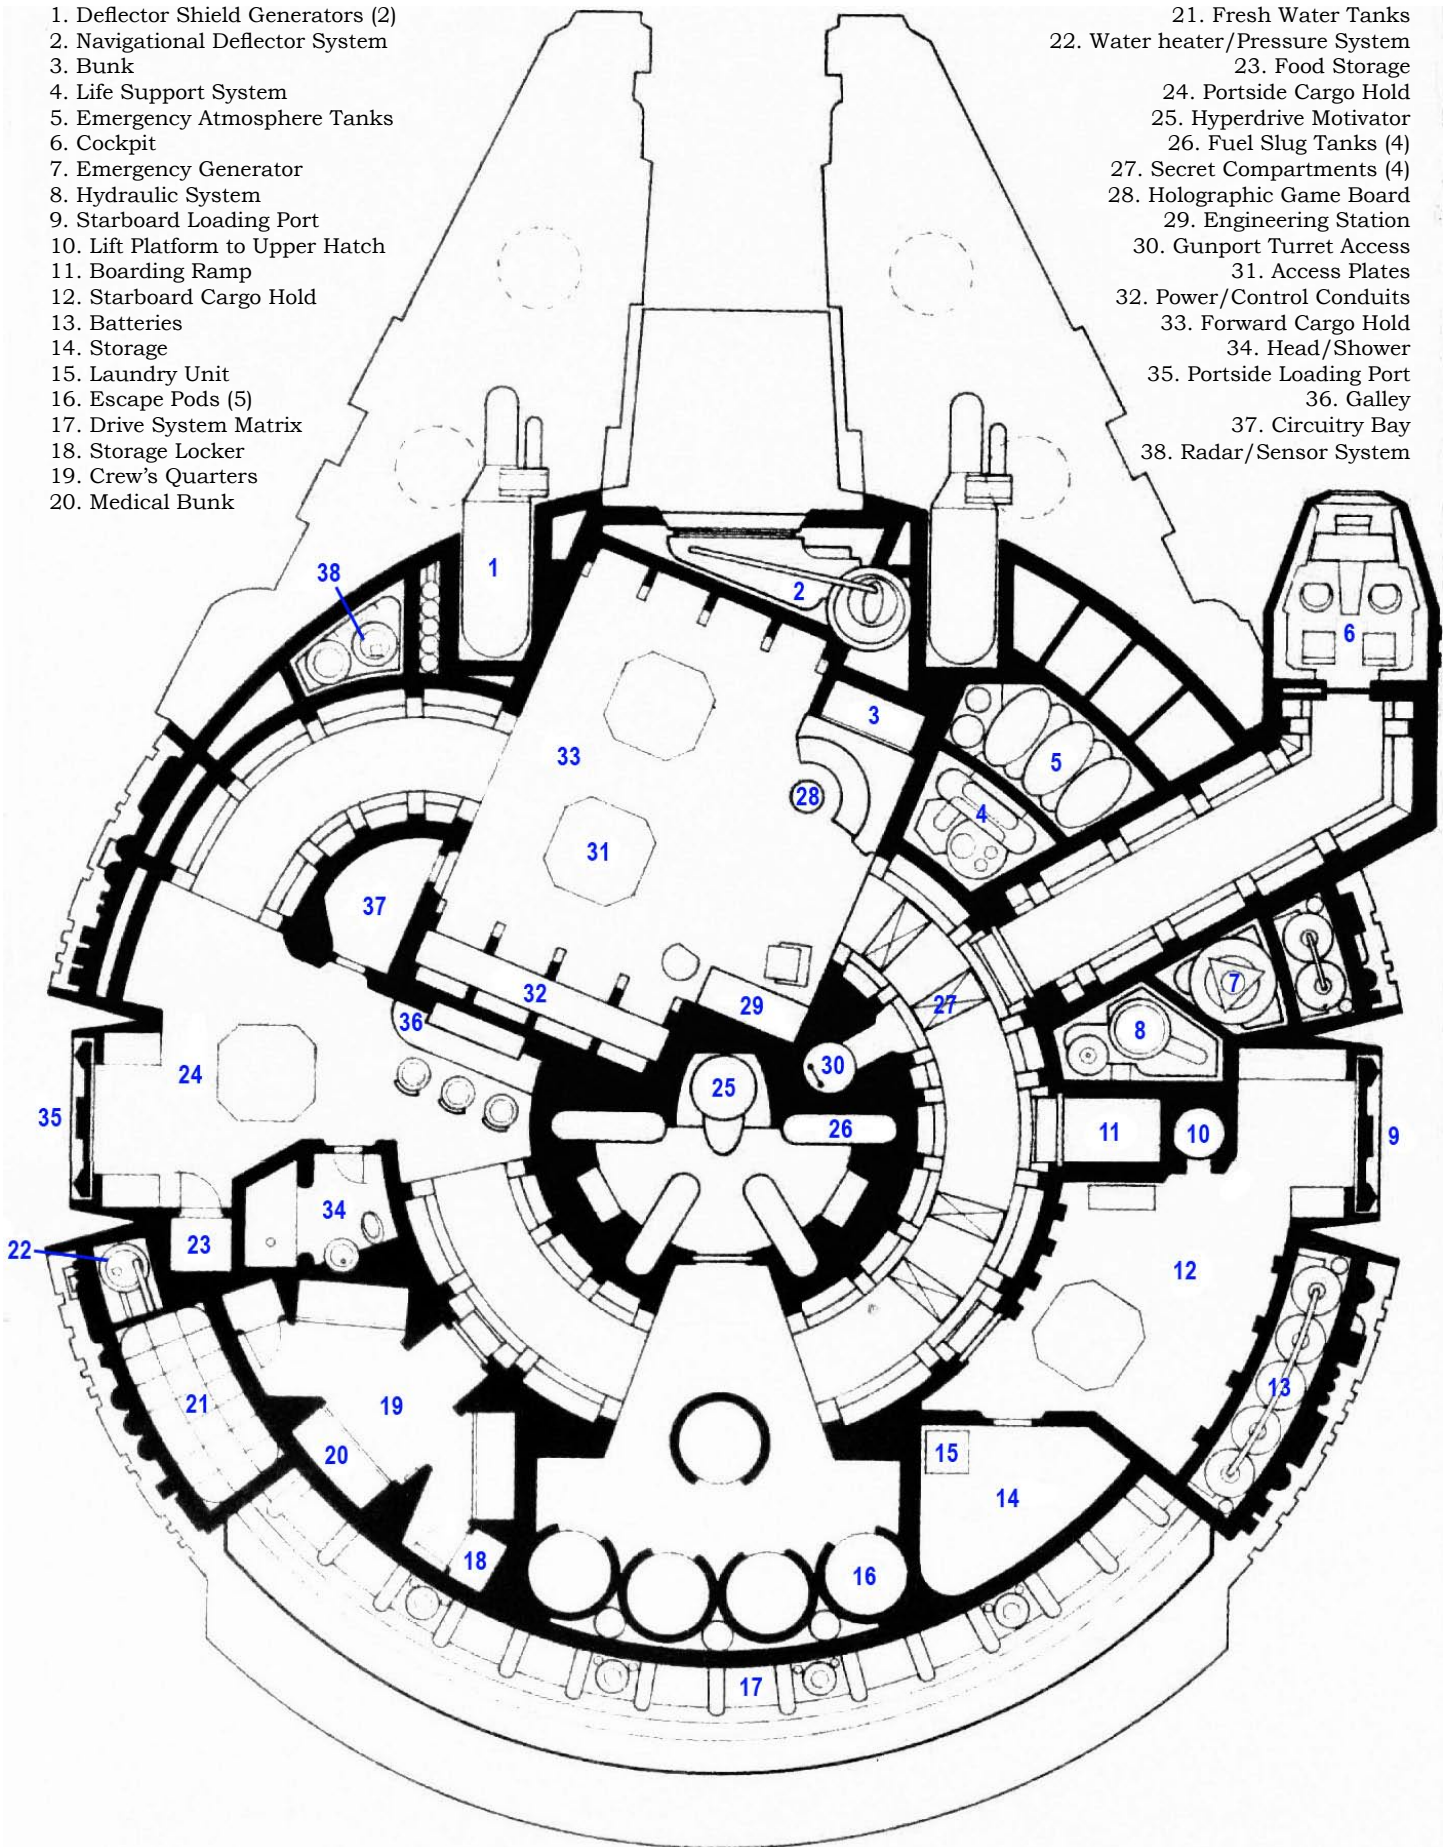 1. Deflector Shield Generators (2)
2. Navigational Deflector System
3. Bunk
4. Life Support System
5. Emergency Atmosphere Tanks
6. Cockpit
7. Emergency Generator
8. Hydraulic System
9. Starboard Loading Port
10. Lift Platform to Upper Hatch
11. Boarding Ramp
12. Starboard Cargo Hold
13. Batteries
14. Storage
15. Laundry Unit
16. Escape Pods (5)
17. Drive System Matrix
18. Storage Locker
19. Crew's Quarters
20. Medical Bunk
21. Fresh Water Tanks
22. Water heater/Pressure System
23. Food Storage
24. Portside Cargo Hold
25. Hyperdrive Motivator
26. Fuel Slug Tanks (4)
27. Secret Compartments (4)
28. Holographic Game Board
29. Engineering Station
30. Gunport Turret Access
31. Access Plates
32. Power/Control Conduits
33. Forward Cargo Hold
34. Head/Shower
35. Portside Loading Port
36. Galley
37. Circuitry Bay
38. Radar/Sensor System
1
38
2
6
3
33
5
28
4
31
37
7
32
27
29
36
8
30
24
25
35
26
11
10
9
34
23
22
12
13
21
19
20
15
14
18
16
17